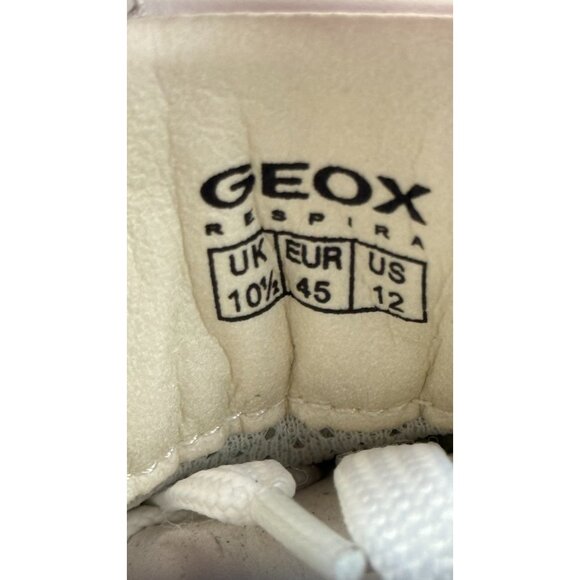 GEOX
RESPIRA
UK EUR US
10½ 45 12